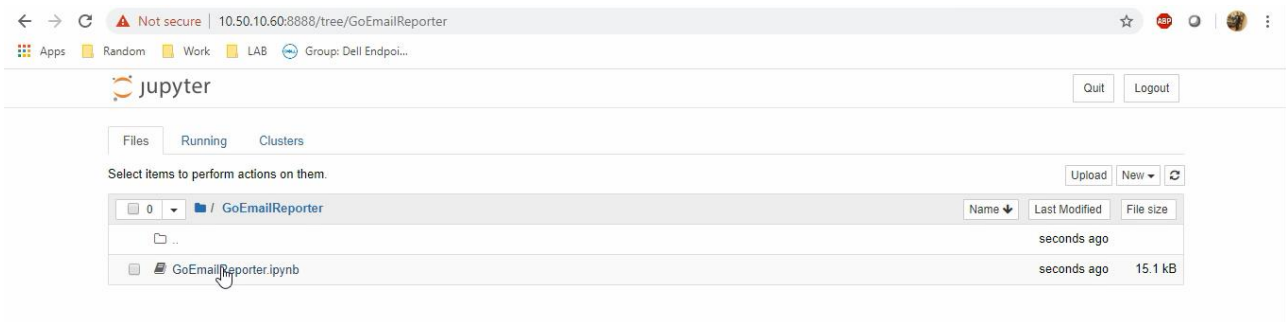 Not secure | 10.50.10.60:8888/tree/GoEmailReporter ABP
Apps Random Work LAB Group: Dell Endpoi...
jupyter Quit Logout
Files Running Clusters
Select items to perform actions on them. Upload New
0 / GoEmailReporter Name Last Modified File size
.. seconds ago
GoEmailReporter.ipynb seconds ago 15.1 kB